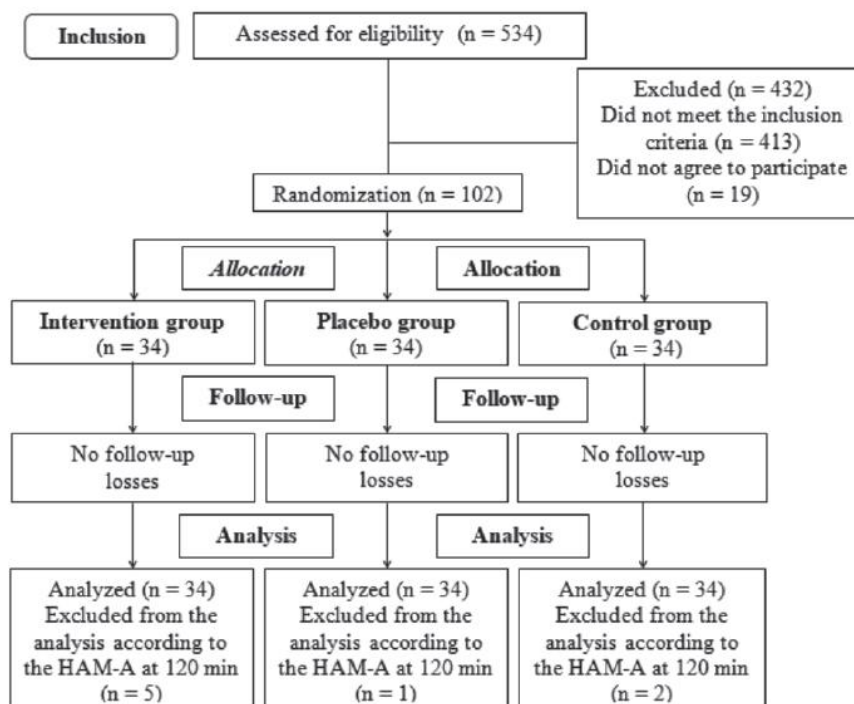 Inclusion
Assessed for eligibility (n = 534)
Excluded (n = 432)
Did not meet the inclusion
criteria (n = 413)
Did not agree to participate
(n = 19)
Randomization (n = 102)
Allocation
Allocation
Intervention group
(n = 34)
Placebo group
(n = 34)
Control group
(n = 34)
Follow-up
Follow-up
No follow-up
losses
No follow-up
losses
No follow-up
losses
Analysis
Analysis
Analyzed (n = 34)
Excluded from the
analysis according to
the HAM-A at 120 min
(n = 5)
Analyzed (n = 34)
Excluded from the
analysis according to
the HAM-A at 120 min
(n = 1)
Analyzed (n = 34)
Excluded from the
analysis according to
the HAM-A at 120 min
(n = 2)